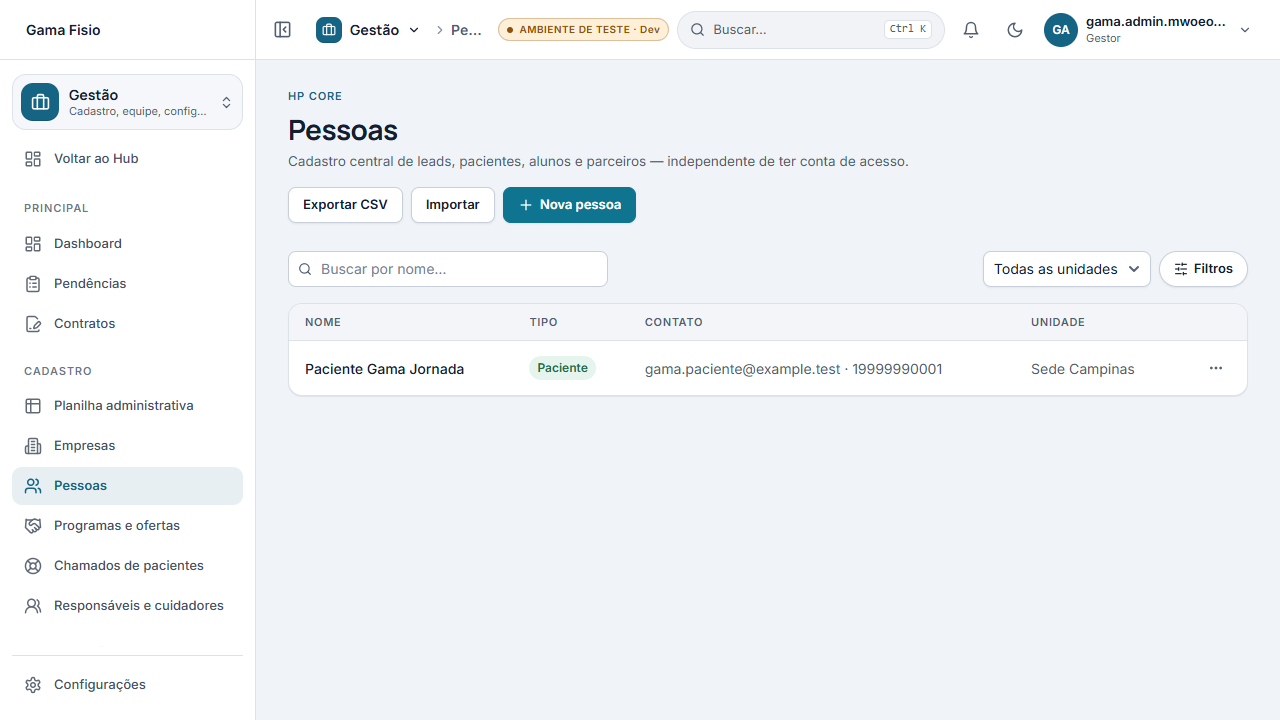 Gama Fisio
Gestão
Pe...
AMBIENTE DE TESTE · Dev
Buscar...
Ctrl K
GA
gama.admin.mwoeo...
Gestor
Gestão
Cadastro, equipe, config...
Voltar ao Hub
PRINCIPAL
Dashboard
Pendências
Contratos
CADASTRO
Planilha administrativa
Empresas
Pessoas
Programas e ofertas
Chamados de pacientes
Responsáveis e cuidadores
Configurações
HP CORE
Pessoas
Cadastro central de leads, pacientes, alunos e parceiros — independente de ter conta de acesso.
Exportar CSV
Importar
Nova pessoa
Buscar por nome...
Todas as unidades
Filtros
NOME TIPO CONTATO UNIDADE
Paciente Gama Jornada Paciente gama.paciente@example.test · 19999990001 Sede Campinas